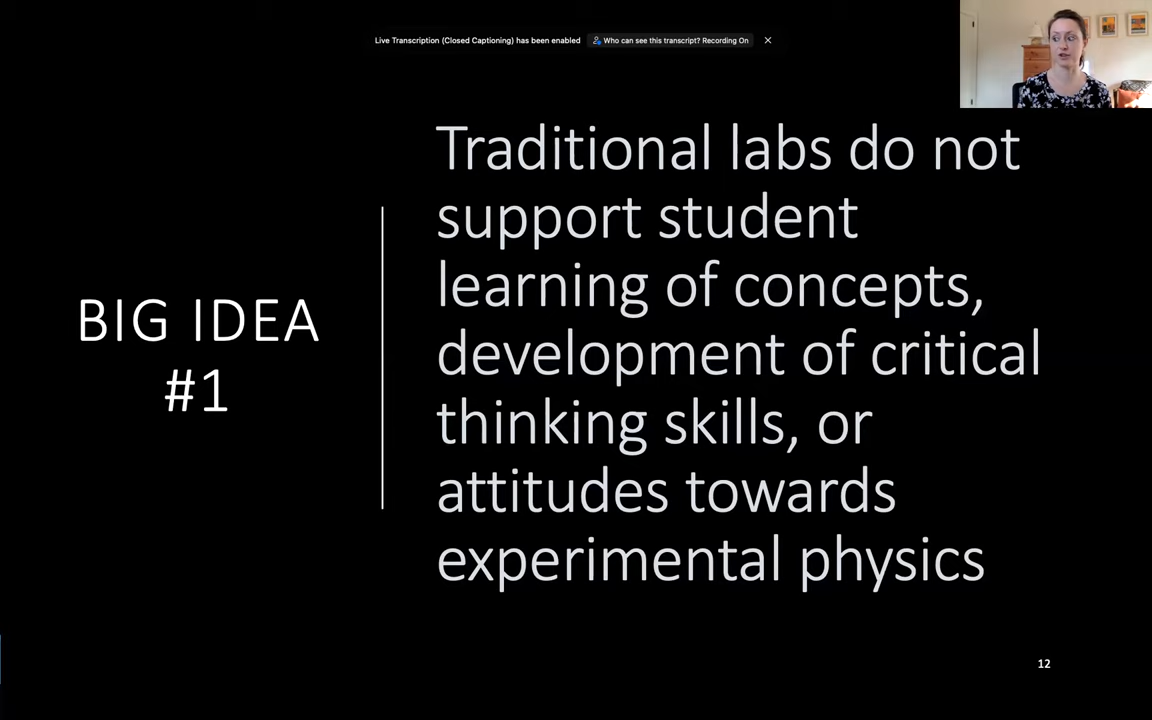 Live Transcription (Closed Captioning) has been enabled
Who can see this transcript? Recording On
BIG IDEA
#1
Traditional labs do not
support student
learning of concepts,
development of critical
thinking skills, or
attitudes towards
experimental physics
12